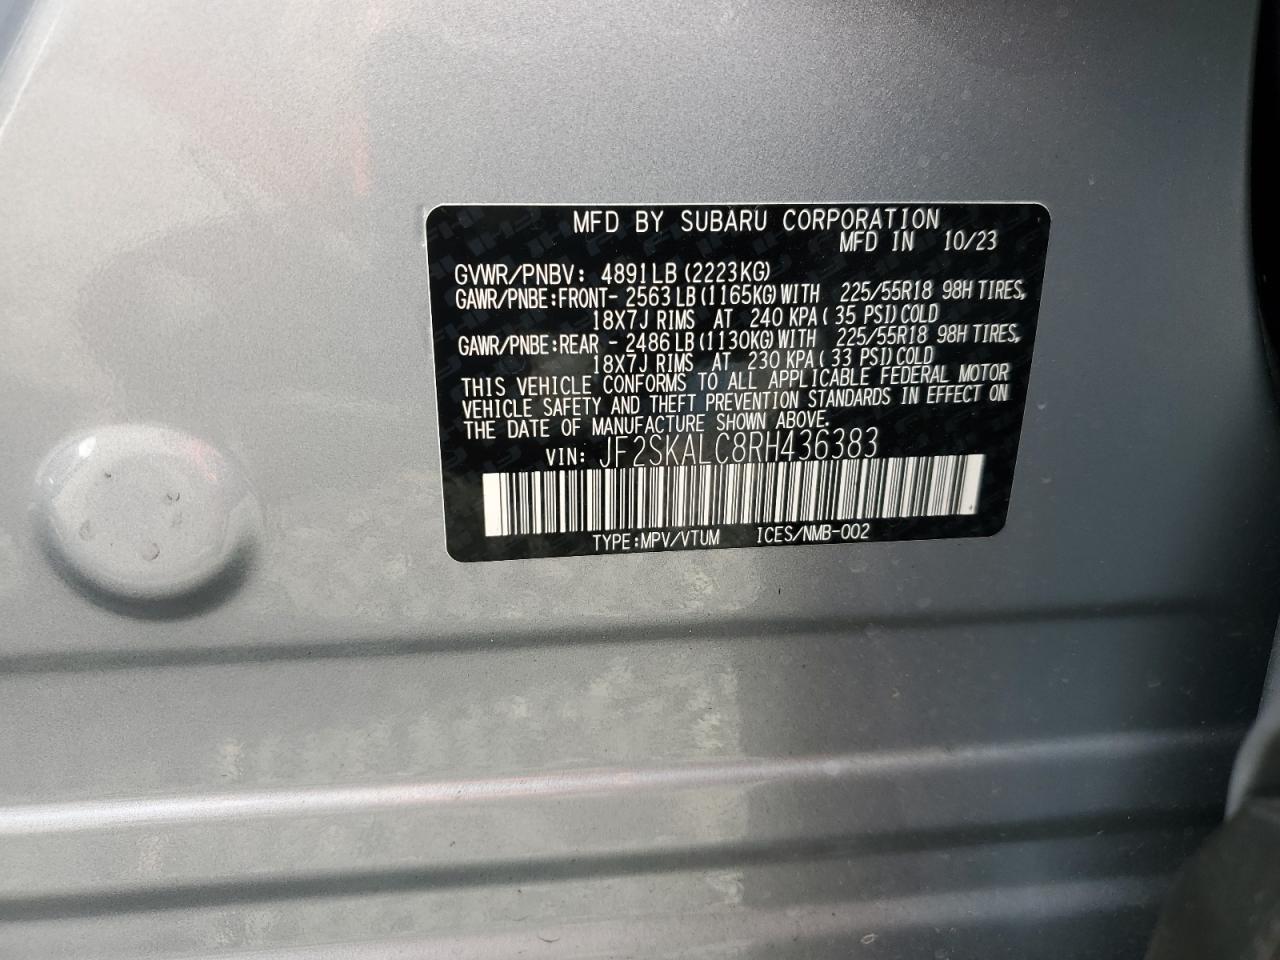 MFD BY SUBARU CORPORATION
MFD IN 10/23
GVWR/PNBV: 4891LB(2223KG)
GAWR/PNBE:FRONT- 2563LB(1165KG)WITH 225/55R18 98H TIRES,
18X7J RIMS AT 240 KPA( 35 PSI)COLD
GAWR/PNBE:REAR - 2486LB(1130KG)WITH 225/55R18 98H TIRES,
18X7J RIMS AT 230 KPA( 33 PSI)COLD
THIS VEHICLE CONFORMS TO ALL APPLICABLE FEDERAL MOTOR
VEHICLE SAFETY AND THEFT PREVENTION STANDARDS IN EFFECT ON
THE DATE OF MANUFACTURE SHOWN ABOVE.
VIN: JF2SKALC8RH436383
TYPE:MPV/VTUM ICES/NMB-002